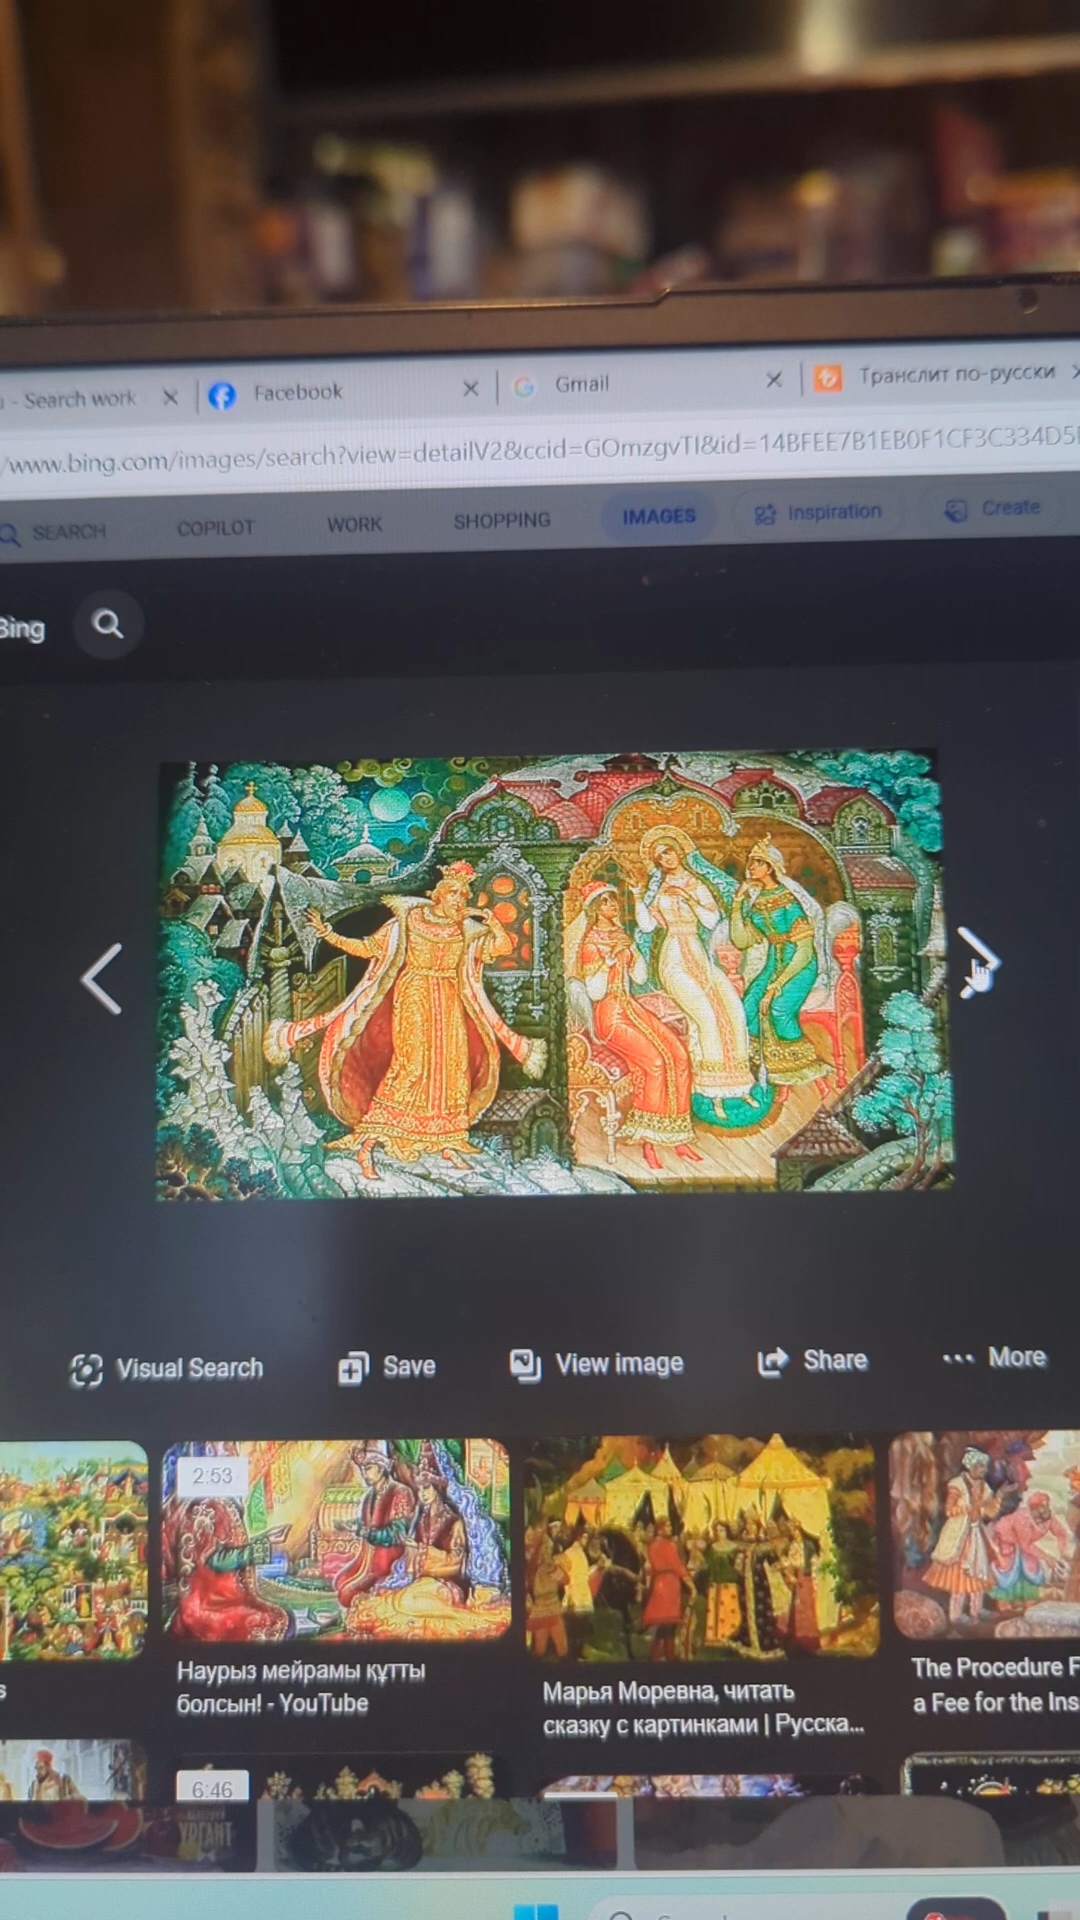 - Search work
Facebook
Gmail
Транслит по-русски
/www.bing.com/images/search?view=detailV2&ccid=GOmzgvTI&id=14BFEE7B1EB0F1CF3C334D5
SEARCH COPILOT WORK SHOPPING IMAGES Inspiration Create
Bing
Visual Search Save View image Share More
2:53
Наурыз мейрамы құтты
болсын! - YouTube
Марья Моревна, читать
сказку с картинками | Русска...
The Procedure F
a Fee for the Ins
s
6:46
УРГАНТ